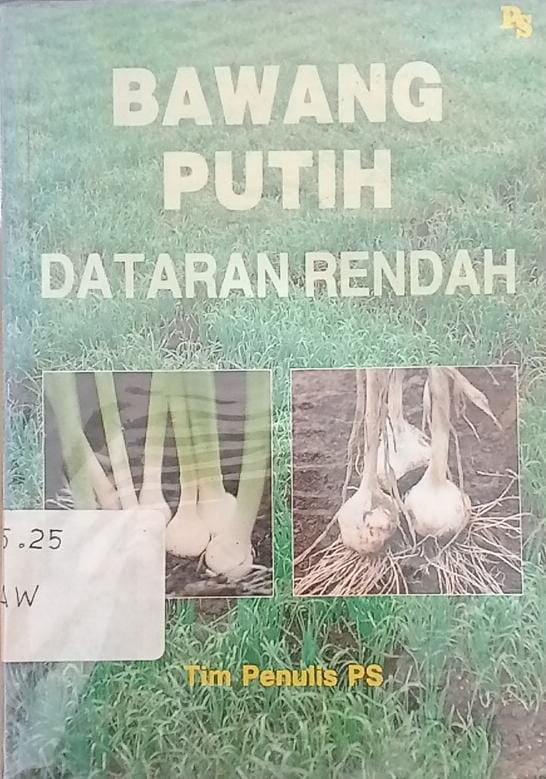 PS
BAWANG
PUTIH
DATARAN RENDAH
5.25
AW
Tim Penulis PS